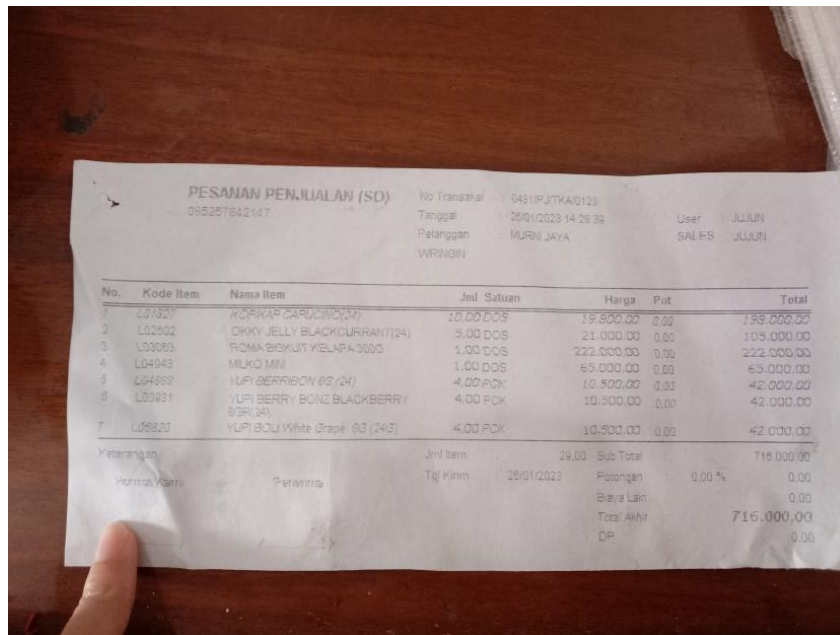 PESANAN PENJUALAN (SO)
085257842147
No Transaksi : 0431/PJ/TKA/0123
Tanggal : 26/01/2023 14:28:39
Pelanggan : MURNI JAYA
WRINGIN
User : JUJUN
SALES : JUJUN
No. Kode Item Nama Item Jml Satuan Harga Pot Total
1 KOPIKAP CAPUCINO(24) 10,00 DOS 19.800,00 0,00 198.000,00
2 L02602 OKKY JELLY BLACKCURRANT(24) 5,00 DOS 21.000,00 0,00 105.000,00
3 ROMA BISKUIT KELAPA 300G 1,00 DOS 222.000,00 0,00 222.000,00
4 L04943 MILKO MINI 1,00 DOS 65.000,00 0,00 65.000,00
5 YUPI 8G (24) 4,00 PCK 10.500,00 0,00 42.000,00
6 L03931 YUPI BERRY BONZ BLACKBERRY 4,00 PCK 10.500,00 0,00 42.000,00
8GR(24)
7 YUPI White Grape 8G (24G) 4,00 PCK 10.500,00 0,00 42.000,00
Keterangan
Jml Item : 29,00 Sub Total : 716.000,00
Tgl Kirim : 26/01/2023 Potongan : 0,00 % 0,00
Biaya Lain : 0,00
Total Akhir : 716.000,00
DP : 0,00
Hormat Kami Penerima